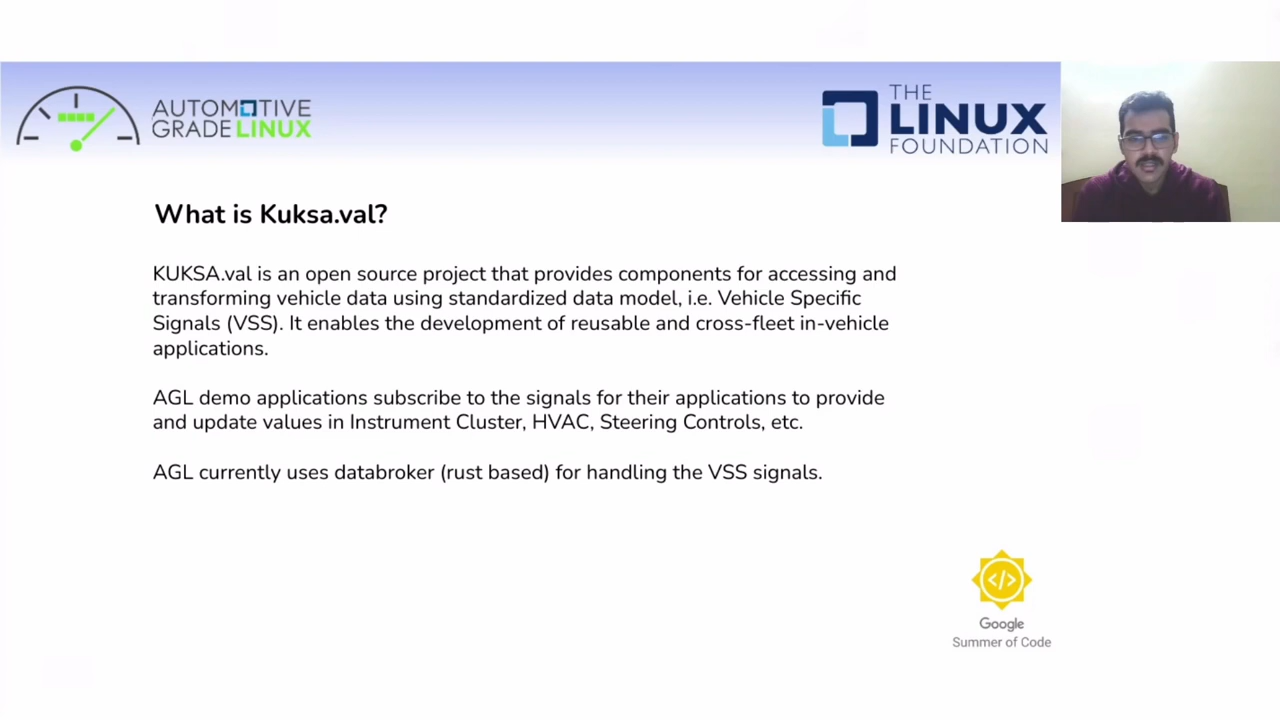 AUTOMOTIVE
GRADE LINUX
THE
LINUX
FOUNDATION
What is Kuksa.val?
KUKSA.val is an open source project that provides components for accessing and
transforming vehicle data using standardized data model, i.e. Vehicle Specific
Signals (VSS). It enables the development of reusable and cross-fleet in-vehicle
applications.
AGL demo applications subscribe to the signals for their applications to provide
and update values in Instrument Cluster, HVAC, Steering Controls, etc.
AGL currently uses databroker (rust based) for handling the VSS signals.
</>
Google
Summer of Code